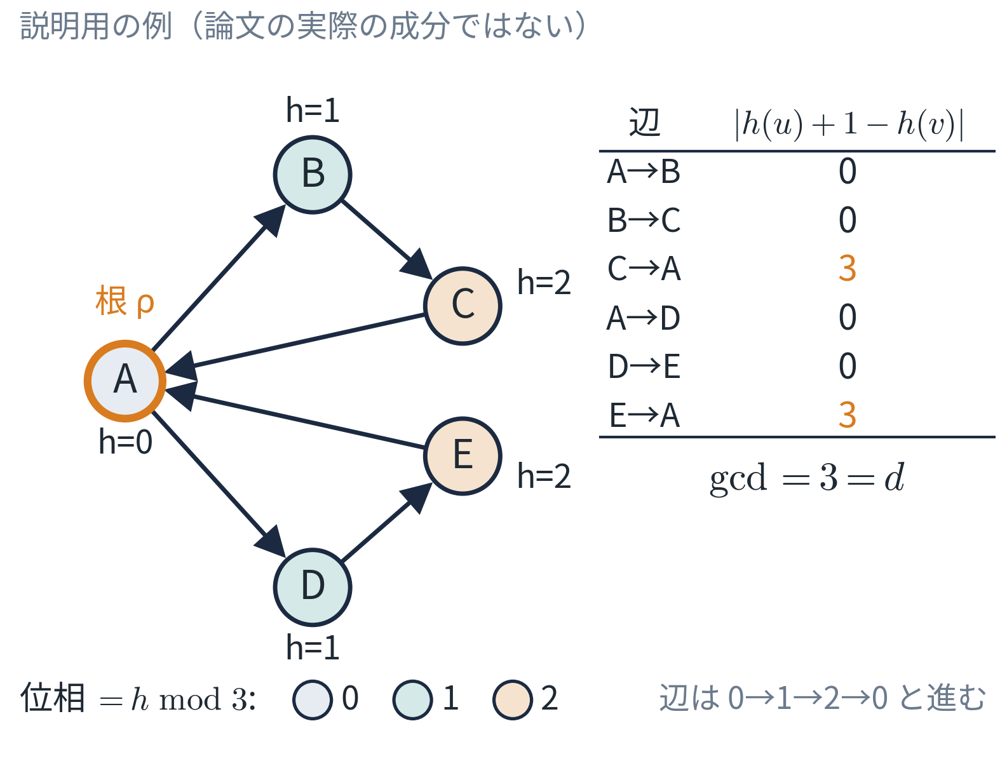 説明用の例（論文の実際の成分ではない）
h=1
B
h=2
C
根 ρ
A
h=0
E
h=2
D
h=1
辺 |h(u) + 1 − h(v)|
A→B 0
B→C 0
C→A 3
A→D 0
D→E 0
E→A 3
gcd = 3 = d
位相 = h mod 3: 0 1 2
辺は 0→1→2→0 と進む